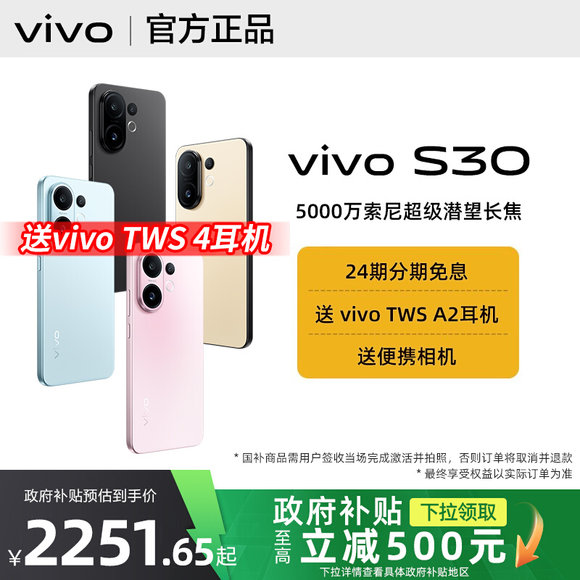 vivo 官方正品
vivo S30
5000万索尼超级潜望长焦
送vivo TWS 4耳机
24期分期免息
送 vivo TWS A2耳机
送便携相机
vivo
vivo
* 国补商品需用户签收当场完成激活并拍照，否则订单将取消并退款
* 最终享受权益以实际订单为准
政府补贴预估到手价
¥2251.65起
政府补贴 下拉领取
至高 立减500元
下拉详情查看具体政府补贴地区